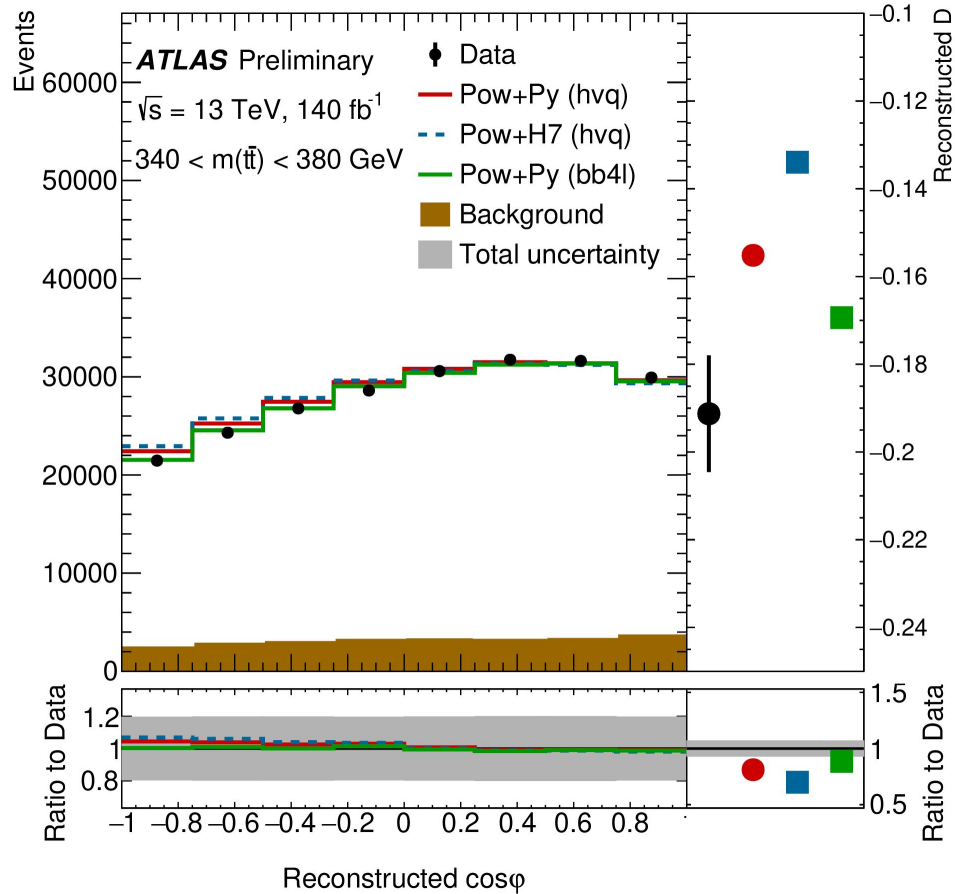 Events
60000
50000
40000
30000
20000
10000
0
ATLAS Preliminary
√s = 13 TeV, 140 fb⁻¹
340 < m(tt̄) < 380 GeV
Data
Pow+Py (hvq)
Pow+H7 (hvq)
Pow+Py (bb4l)
Background
Total uncertainty
Reconstructed D
−0.1
−0.12
−0.14
−0.16
−0.18
−0.2
−0.22
−0.24
Ratio to Data
1.2
1
0.8
−1 −0.8 −0.6 −0.4 −0.2 0 0.2 0.4 0.6 0.8
Reconstructed cosφ
1.5
1
0.5
Ratio to Data